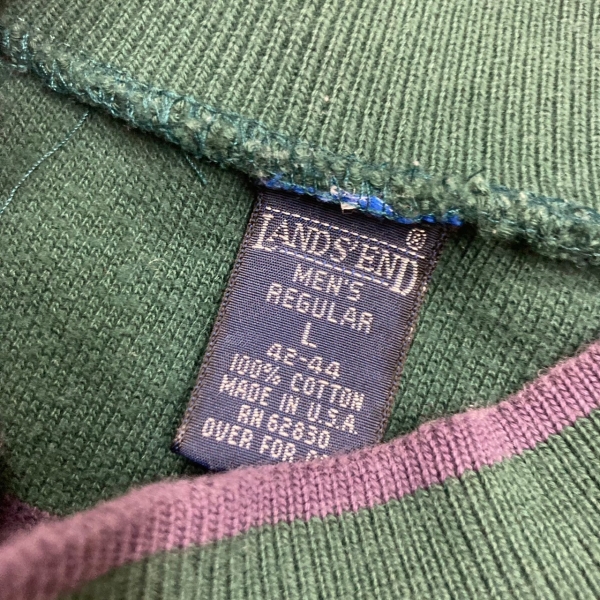 LANDS' END ®
MEN'S
REGULAR
L
42-44
100% COTTON
MADE IN U.S.A.
RN 62830
OVER FOR